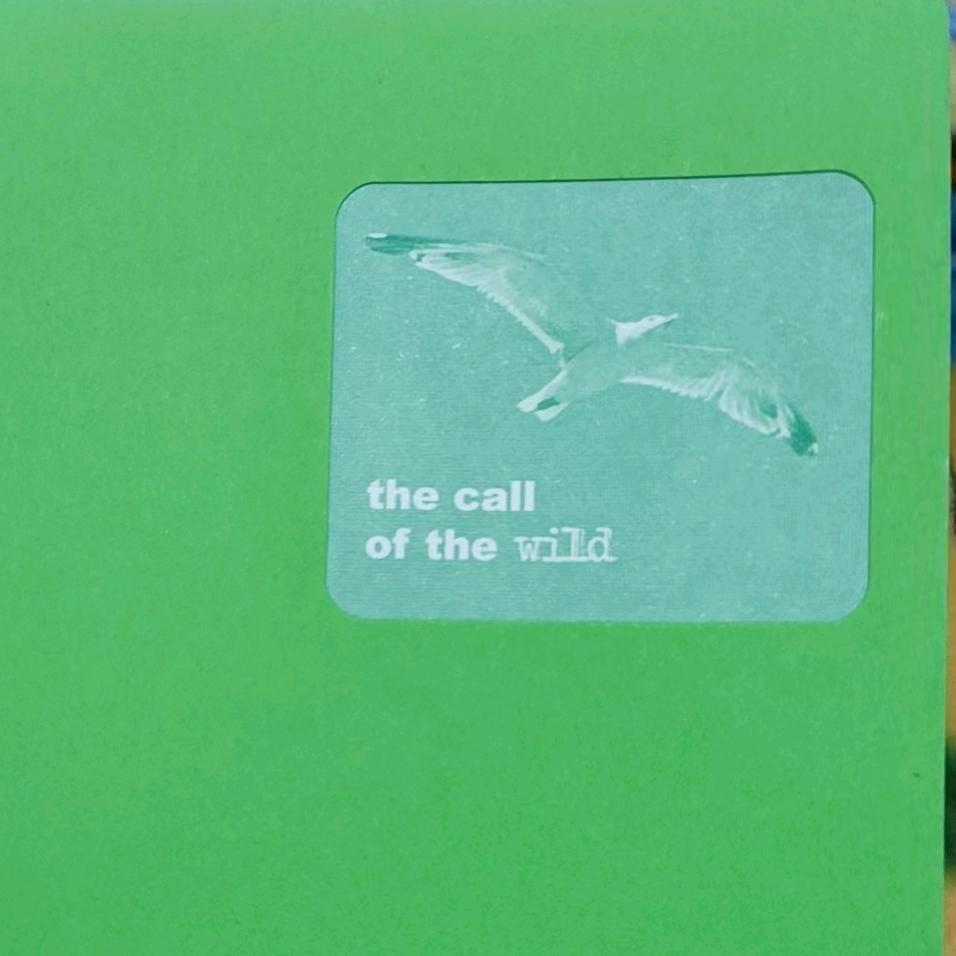 the call
of the wild